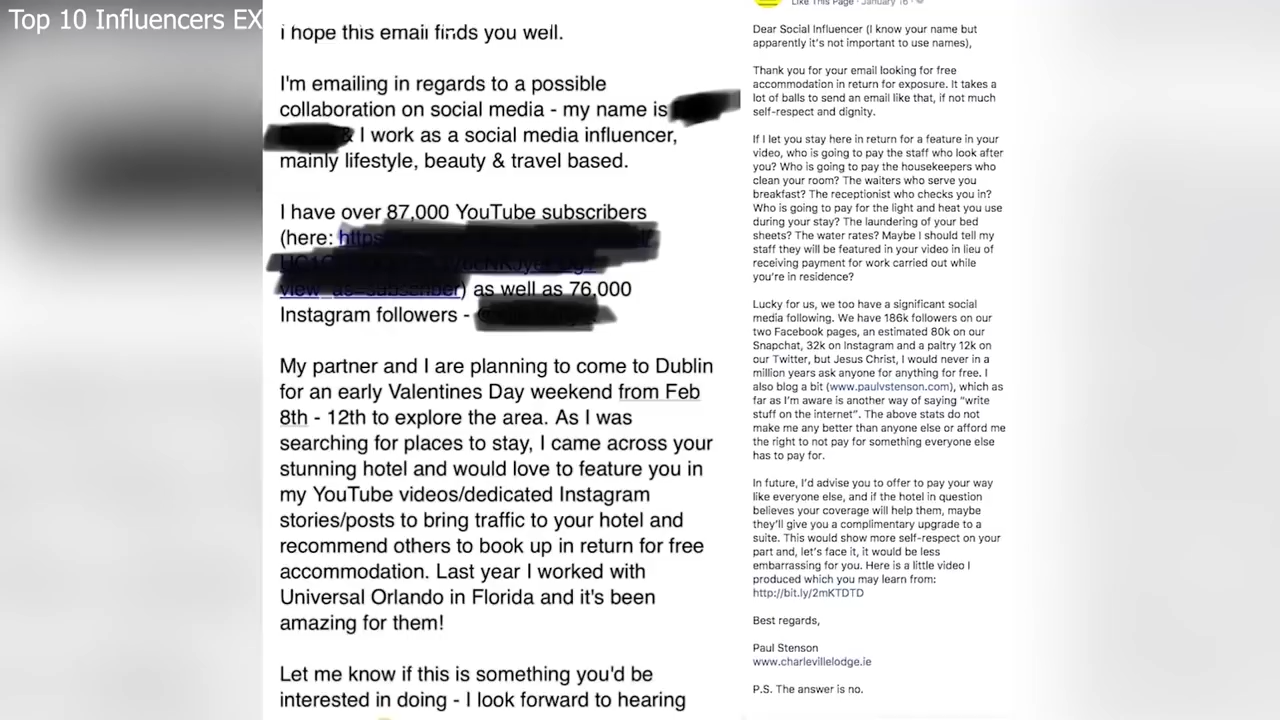 Top 10 Influencers EX
i hope this email finds you well.
I'm emailing in regards to a possible
collaboration on social media - my name is
& I work as a social media influencer,
mainly lifestyle, beauty & travel based.
I have over 87,000 YouTube subscribers
(here: https
view_as=subscriber) as well as 76,000
Instagram followers -
My partner and I are planning to come to Dublin
for an early Valentines Day weekend from Feb
8th - 12th to explore the area. As I was
searching for places to stay, I came across your
stunning hotel and would love to feature you in
my YouTube videos/dedicated Instagram
stories/posts to bring traffic to your hotel and
recommend others to book up in return for free
accommodation. Last year I worked with
Universal Orlando in Florida and it's been
amazing for them!
Let me know if this is something you'd be
interested in doing - I look forward to hearing
Like This Page · January 16 ·
Dear Social Influencer (I know your name but
apparently it's not important to use names),
Thank you for your email looking for free
accommodation in return for exposure. It takes a
lot of balls to send an email like that, if not much
self-respect and dignity.
If I let you stay here in return for a feature in your
video, who is going to pay the staff who look after
you? Who is going to pay the housekeepers who
clean your room? The waiters who serve you
breakfast? The receptionist who checks you in?
Who is going to pay for the light and heat you use
during your stay? The laundering of your bed
sheets? The water rates? Maybe I should tell my
staff they will be featured in your video in lieu of
receiving payment for work carried out while
you're in residence?
Lucky for us, we too have a significant social
media following. We have 186k followers on our
two Facebook pages, an estimated 80k on our
Snapchat, 32k on Instagram and a paltry 12k on
our Twitter, but Jesus Christ, I would never in a
million years ask anyone for anything for free. I
also blog a bit (www.paulvstenson.com), which as
far as I'm aware is another way of saying "write
stuff on the internet". The above stats do not
make me any better than anyone else or afford me
the right to not pay for something everyone else
has to pay for.
In future, I'd advise you to offer to pay your way
like everyone else, and if the hotel in question
believes your coverage will help them, maybe
they'll give you a complimentary upgrade to a
suite. This would show more self-respect on your
part and, let's face it, it would be less
embarrassing for you. Here is a little video I
produced which you may learn from:
http://bit.ly/2mKTDTD
Best regards,
Paul Stenson
www.charlevillelodge.ie
P.S. The answer is no.